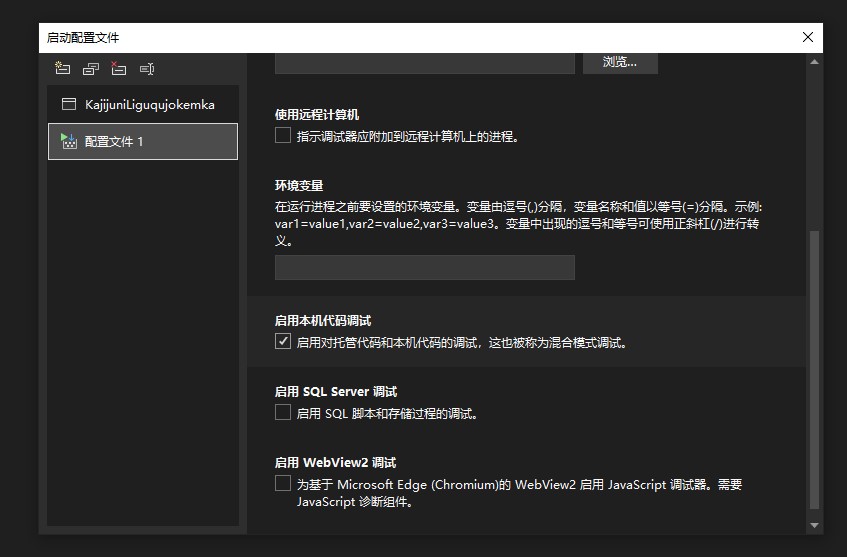 启动配置文件
KajijuniLiguqujokemka
配置文件 1
浏览...
使用远程计算机
指示调试器应附加到远程计算机上的进程。
环境变量
在运行进程之前要设置的环境变量。变量由逗号(,)分隔，变量名称和值以等号(=)分隔。示例:
var1=value1,var2=value2,var3=value3。变量中出现的逗号和等号可使用正斜杠(/)进行转
义。
启用本机代码调试
启用对托管代码和本机代码的调试，这也被称为混合模式调试。
启用 SQL Server 调试
启用 SQL 脚本和存储过程的调试。
启用 WebView2 调试
为基于 Microsoft Edge (Chromium)的 WebView2 启用 JavaScript 调试器。需要
JavaScript 诊断组件。